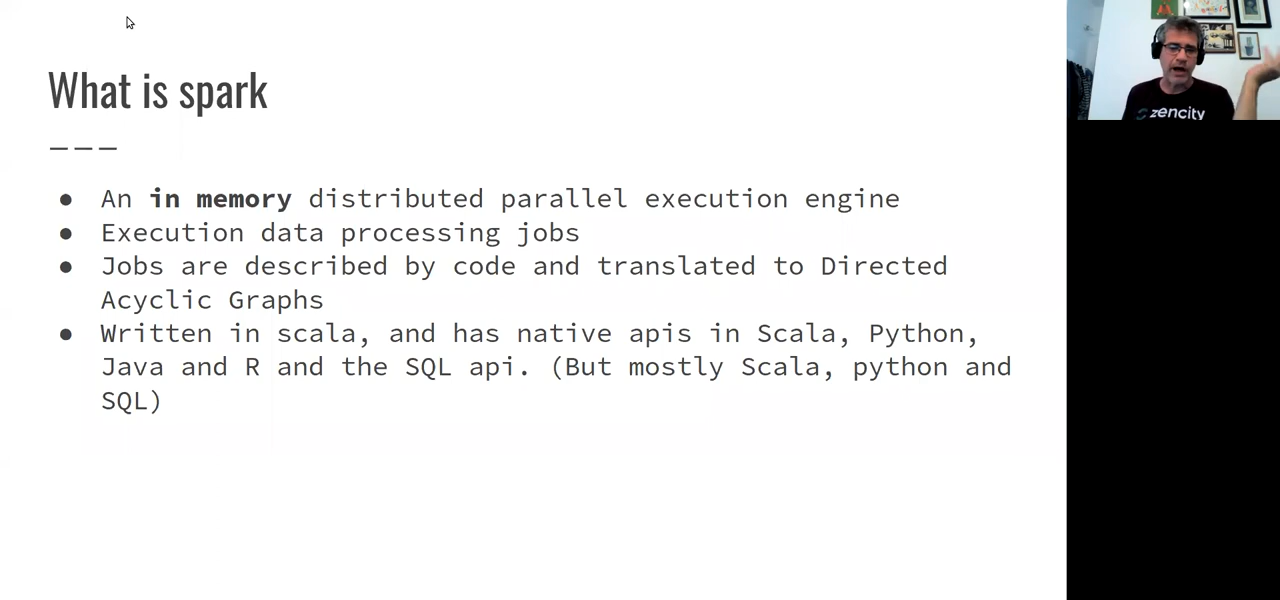 What is spark
● An in memory distributed parallel execution engine
● Execution data processing jobs
● Jobs are described by code and translated to Directed
Acyclic Graphs
● Written in scala, and has native apis in Scala, Python,
Java and R and the SQL api. (But mostly Scala, python and
SQL)
zencity